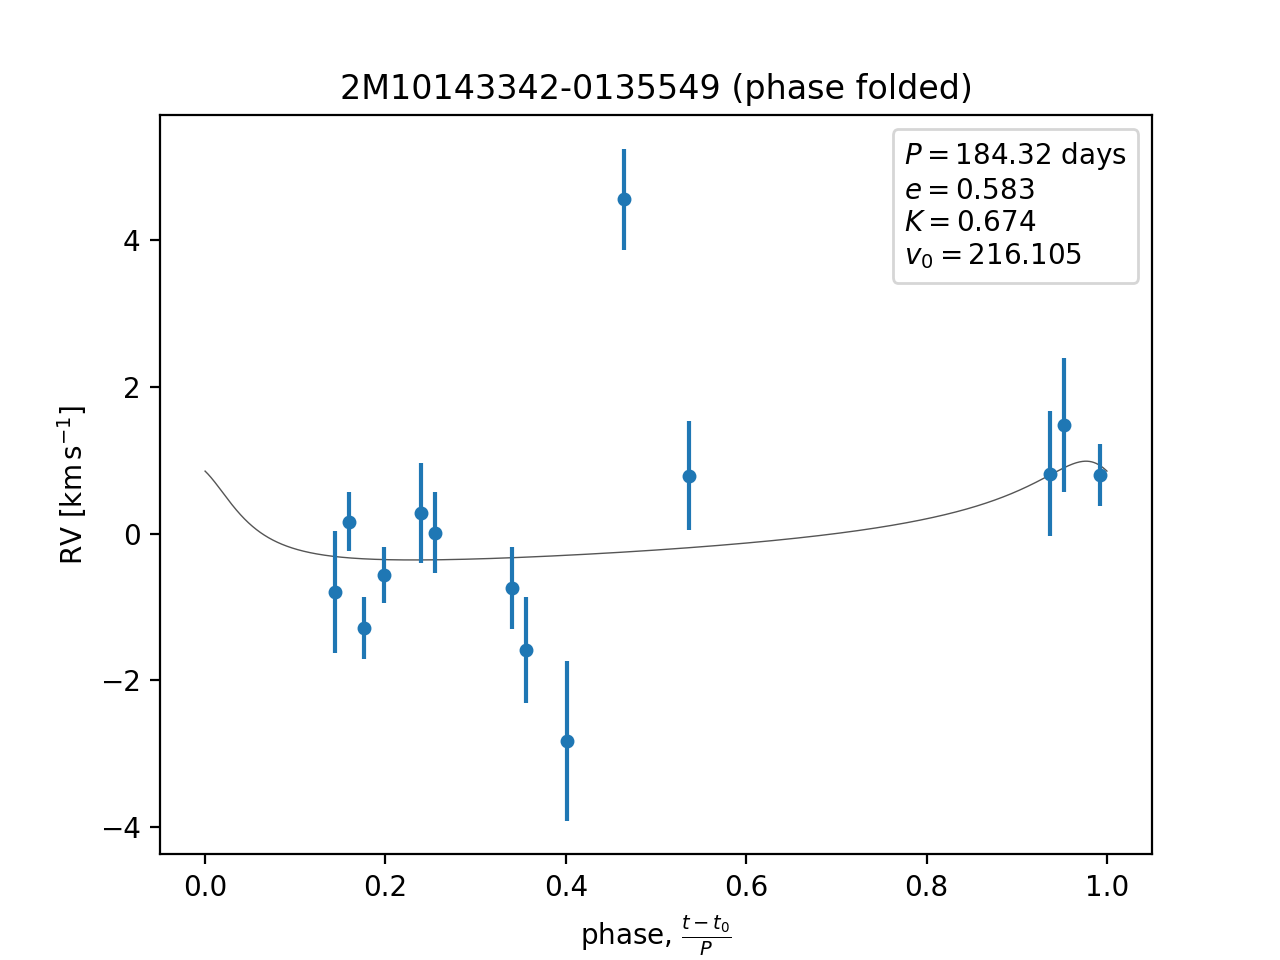 2M10143342-0135549 (phase folded)
P = 184.32 days
e = 0.583
K = 0.674
v₀ = 216.105
4
2
0
−2
−4
RV [km s⁻¹]
0.0 0.2 0.4 0.6 0.8 1.0
phase, (t − t₀)/P